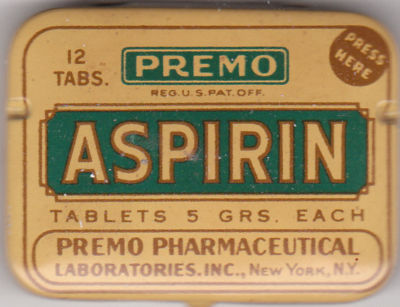 12
TABS.
PREMO
REG.U.S.PAT.OFF.
PRESS
HERE
ASPIRIN
TABLETS 5 GRS. EACH
PREMO PHARMACEUTICAL
LABORATORIES.INC., NEW YORK, N.Y.